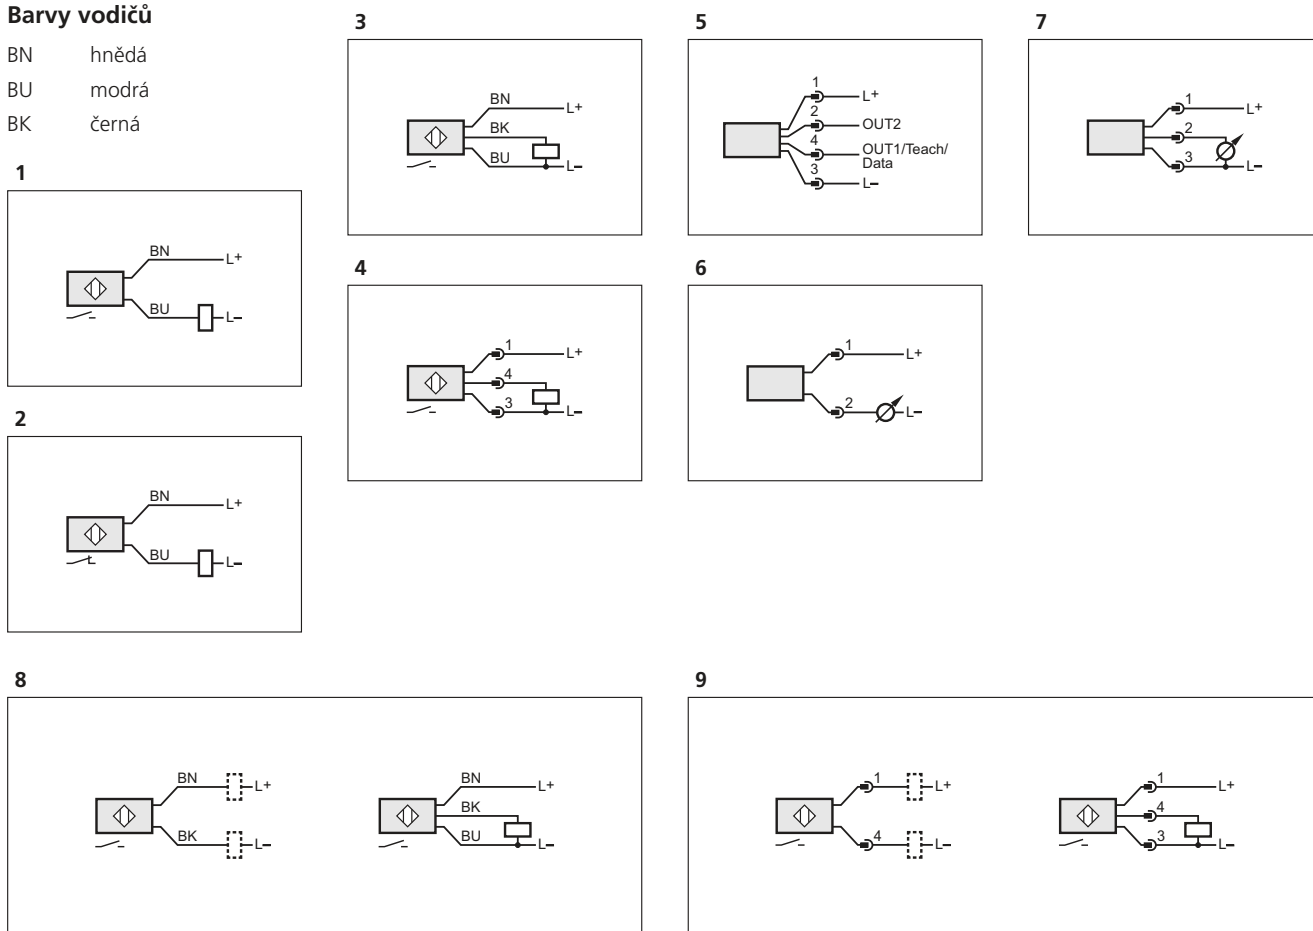 Barvy vodičů
BN hnědá
BU modrá
BK černá
1
BN
L+
BU
L–
2
BN
L+
BU
L–
3
BN
L+
BK
BU
L–
4
1
L+
4
3
L–
5
1
L+
2
OUT2
4
OUT1/Teach/
Data
3
L–
6
1
L+
2
L–
7
1
L+
2
3
L–
8
BN
L+
BK
L–
BN
L+
BK
BU
L–
9
1
L+
4
L–
1
L+
4
3
L–